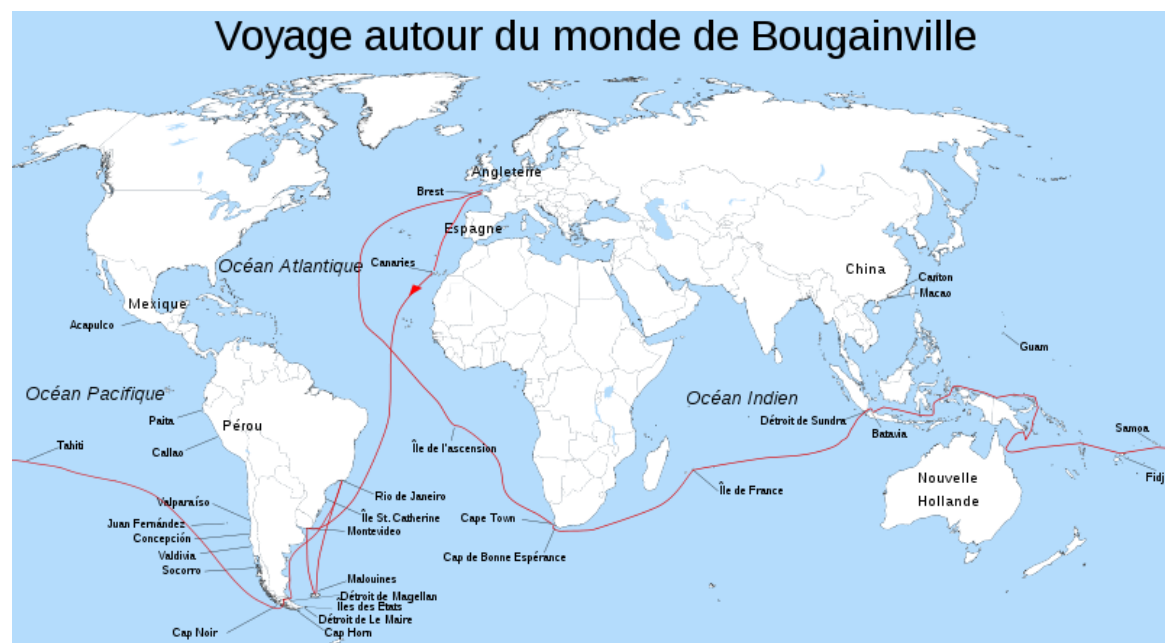 Voyage autour du monde de Bougainville
Angleterre
Brest
Espagne
Océan Atlantique
Canaries
China
Canton
Macao
Mexique
Acapulco
Guam
Océan Pacifique
Océan Indien
Paita
Pérou
Détroit de Sundra
Batavia
Tahiti
Callao
Île de l'ascension
Samoa
Fidj
Nouvelle
Hollande
Île de France
Rio de Janeiro
Valparaíso
Île St. Catherine
Cape Town
Juan Fernández
Montevideo
Concepción
Valdivia
Cap de Bonne Espérance
Socorro
Malouines
Détroit de Magellan
Îles des Etats
Détroit de Le Maire
Cap Noir
Cap Horn